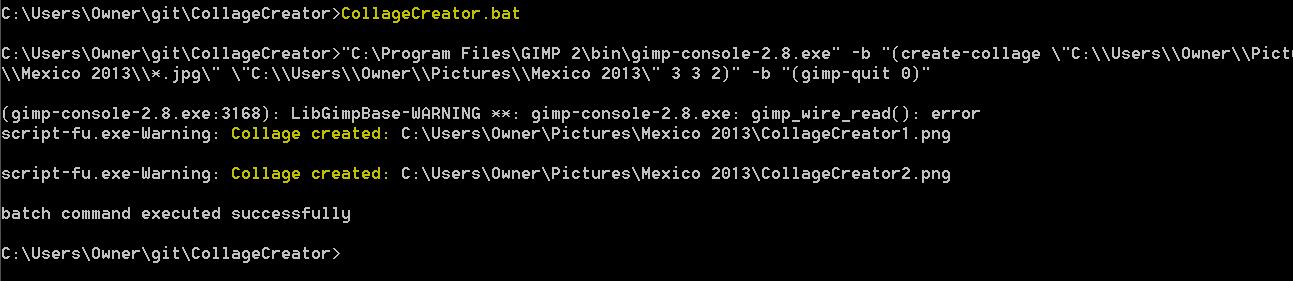 C:\Users\Owner\git\CollageCreator>CollageCreator.bat
C:\Users\Owner\git\CollageCreator>"C:\Program Files\GIMP 2\bin\gimp-console-2.8.exe" -b "(create-collage \"C:\\Users\\Owner\\Pict
\\Mexico 2013\\*.jpg\" \"C:\\Users\\Owner\\Pictures\\Mexico 2013\" 3 3 2)" -b "(gimp-quit 0)"
(gimp-console-2.8.exe:3168): LibGimpBase-WARNING **: gimp-console-2.8.exe: gimp_wire_read(): error
script-fu.exe-Warning: Collage created: C:\Users\Owner\Pictures\Mexico 2013\CollageCreator1.png
script-fu.exe-Warning: Collage created: C:\Users\Owner\Pictures\Mexico 2013\CollageCreator2.png
batch command executed successfully
C:\Users\Owner\git\CollageCreator>